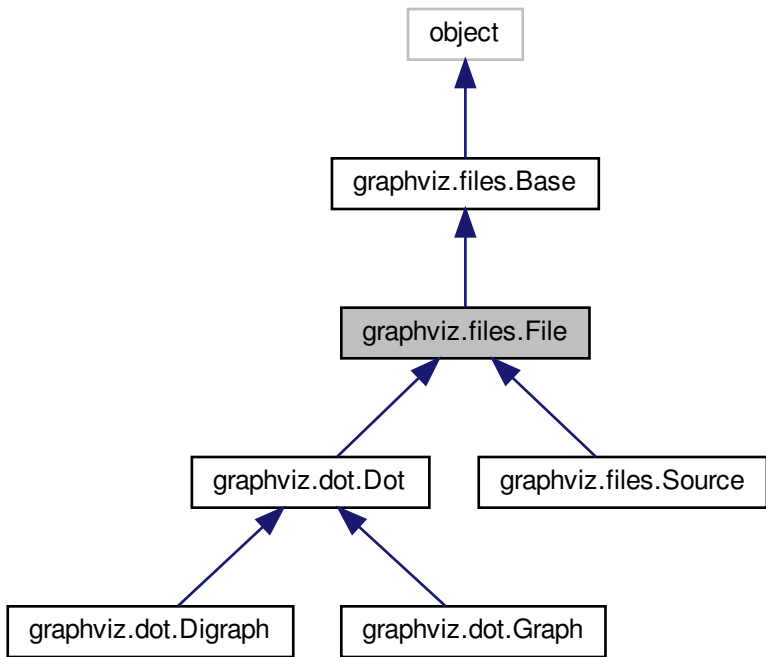 object
graphviz.files.Base
graphviz.files.File
graphviz.dot.Dot
graphviz.files.Source
graphviz.dot.Digraph
graphviz.dot.Graph